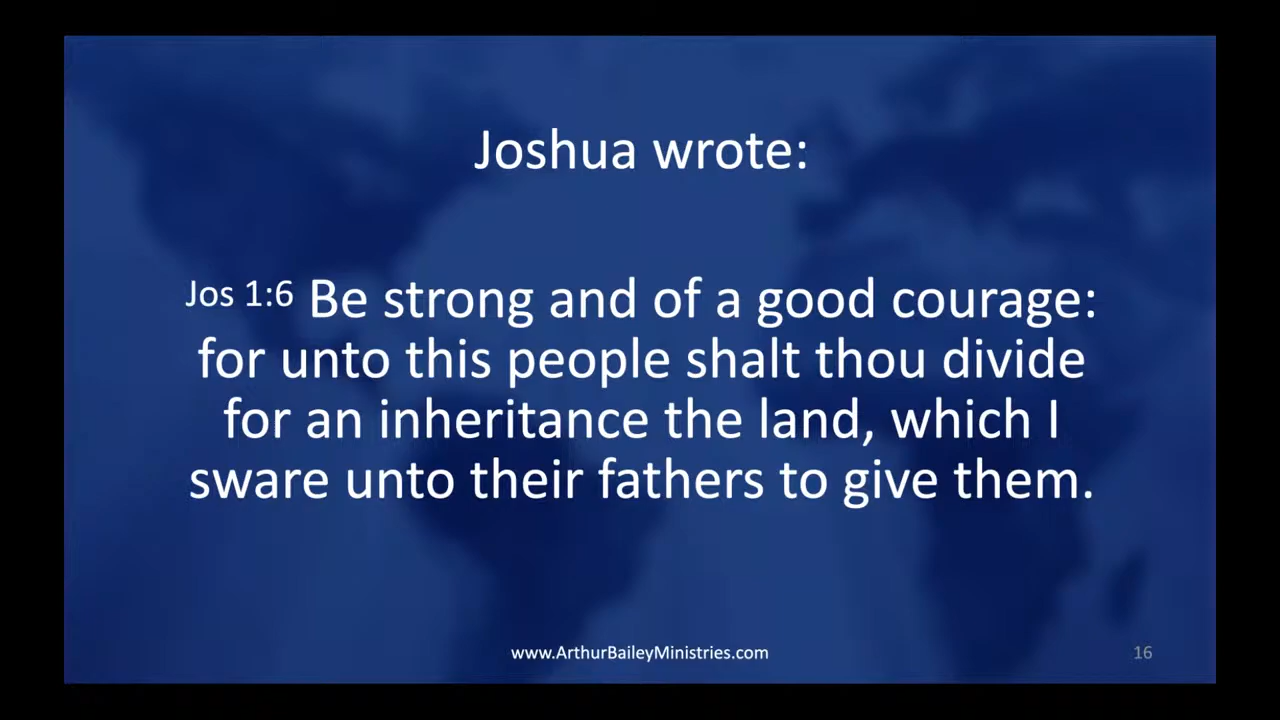 Joshua wrote:
Jos 1:6 Be strong and of a good courage:
for unto this people shalt thou divide
for an inheritance the land, which I
sware unto their fathers to give them.
www.ArthurBaileyMinistries.com
16